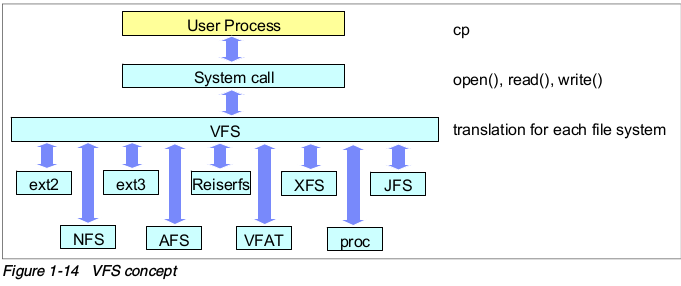 User Process
cp
System call
open(), read(), write()
VFS
translation for each file system
ext2
ext3
Reiserfs
XFS
JFS
NFS
AFS
VFAT
proc
Figure 1-14 VFS concept